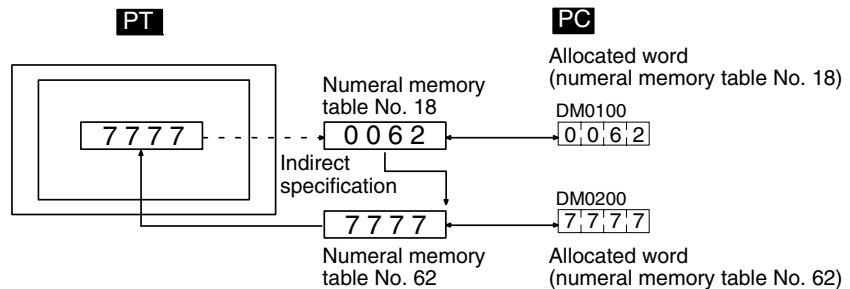 PT
PC
Allocated word
(numeral memory table No. 18)
Numeral memory
table No. 18
DM0100
7777
0062
0062
Indirect
specification
DM0200
7777
7777
Numeral memory
table No. 62
Allocated word
(numeral memory table No. 62)